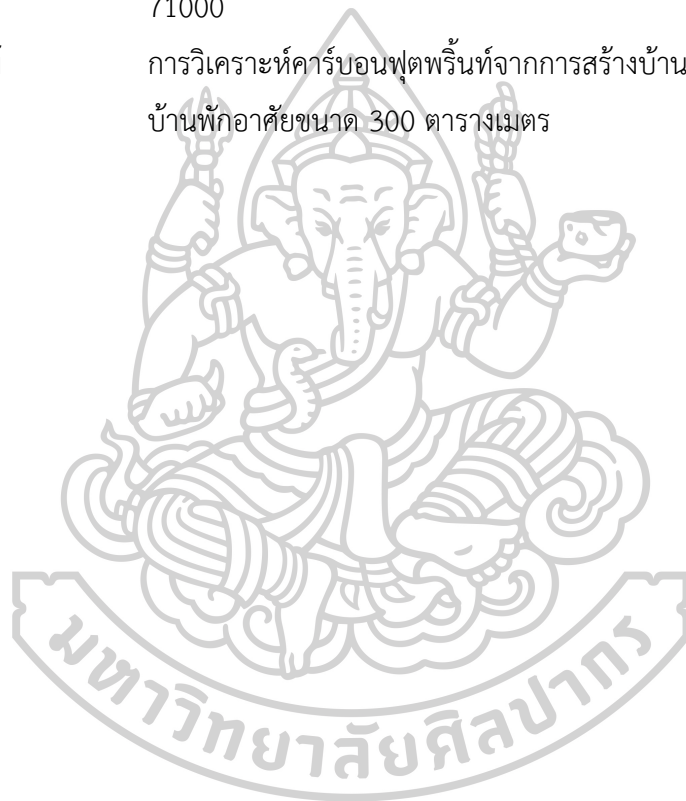 71000
การวิเคราะห์คาร์บอนฟุตพริ้นท์จากการสร้างบ้าน
บ้านพักอาศัยขนาด 300 ตารางเมตร
มหาวิทยาลัยศิลปากร